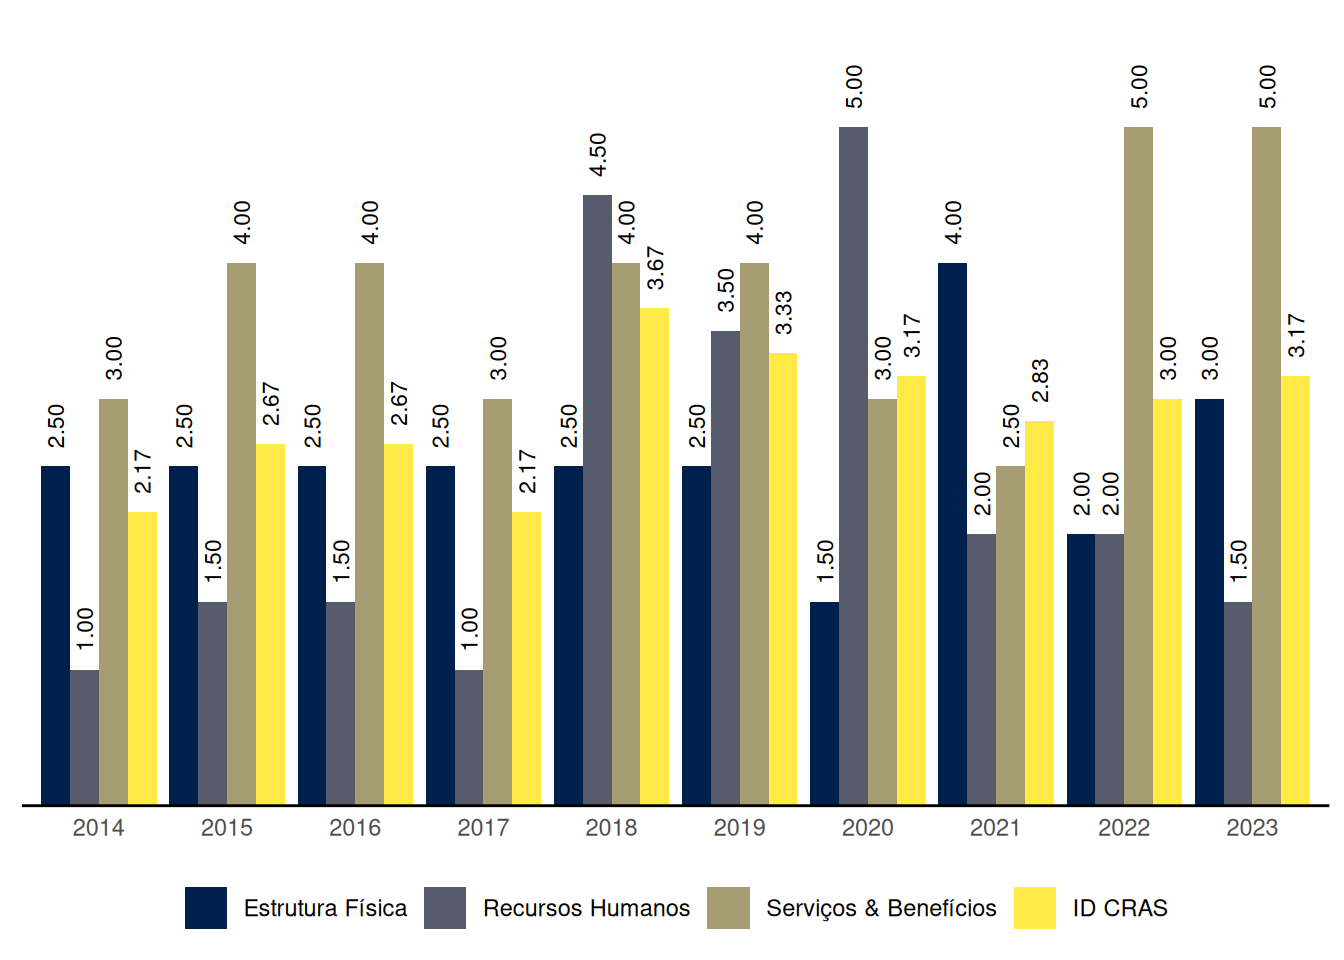 2.50 1.00 3.00 2.17
2.50 1.50 4.00 2.67
2.50 1.50 4.00 2.67
2.50 1.00 3.00 2.17
2.50 4.50 4.00 3.67
2.50 3.50 4.00 3.33
1.50 5.00 3.00 3.17
4.00 2.00 2.50 2.83
2.00 2.00 5.00 3.00
3.00 1.50 5.00 3.17
2014 2015 2016 2017 2018 2019 2020 2021 2022 2023
Estrutura Física Recursos Humanos Serviços & Benefícios ID CRAS